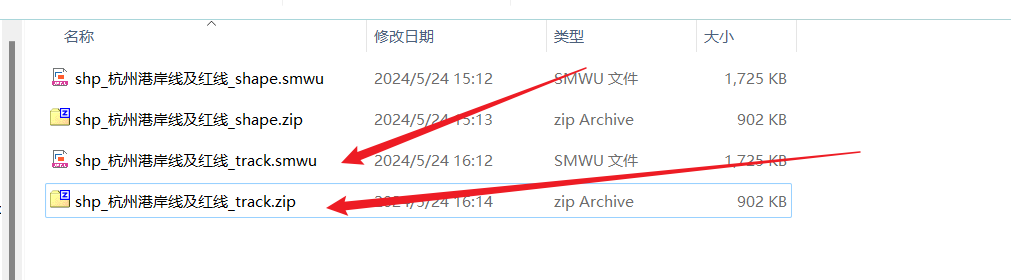 名称 修改日期 类型 大小
shp_杭州港岸线及红线_shape.smwu 2024/5/24 15:12 SMWU 文件 1,725 KB
shp_杭州港岸线及红线_shape.zip 2024/5/24 15:13 zip Archive 902 KB
shp_杭州港岸线及红线_track.smwu 2024/5/24 16:12 SMWU 文件 1,725 KB
shp_杭州港岸线及红线_track.zip 2024/5/24 16:14 zip Archive 902 KB